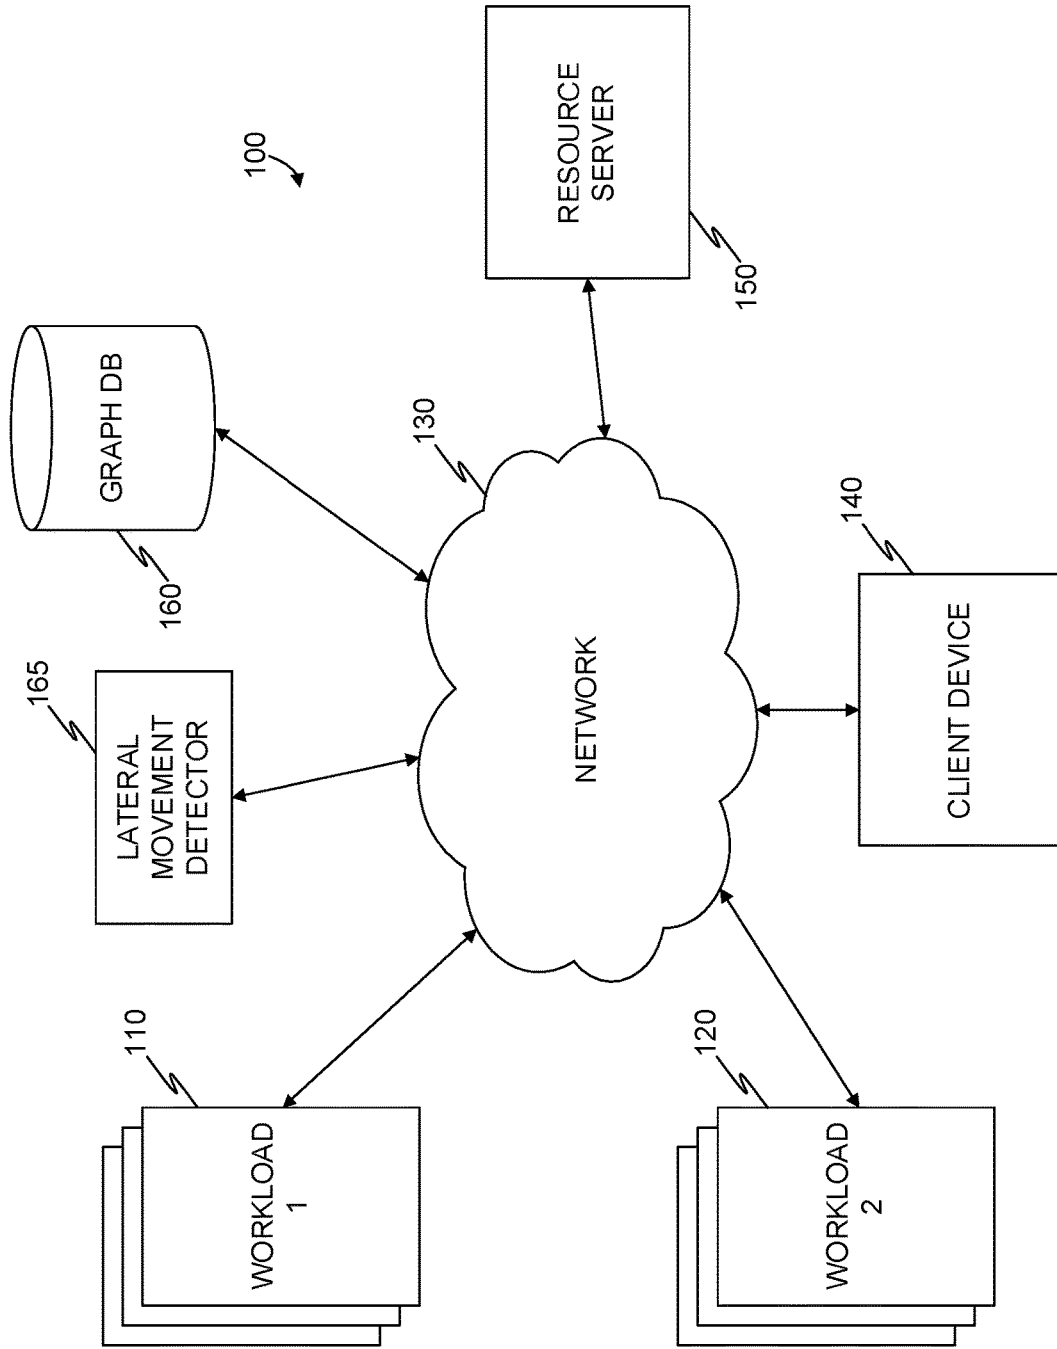 100
GRAPH DB
160
LATERAL
MOVEMENT
DETECTOR
165
WORKLOAD
1
110
RESOURCE
SERVER
150
130
NETWORK
WORKLOAD
2
120
CLIENT DEVICE
140